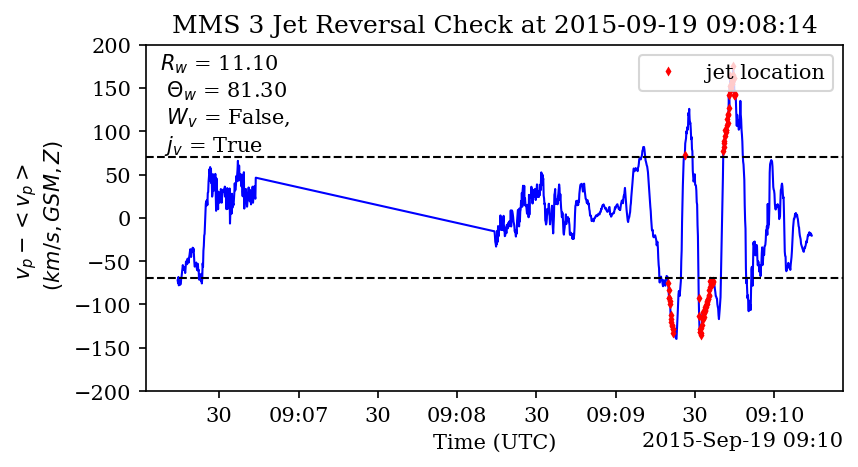 MMS 3 Jet Reversal Check at 2015-09-19 09:08:14
200
150
100
50
0
−50
−100
−150
−200
v_p − < v_p >
(km/s, GSM, Z)
R_w = 11.10
Θ_w = 81.30
W_v = False,
j_v = True
jet location
30
09:07
30
09:08
30
09:09
30
09:10
Time (UTC)
2015-Sep-19 09:10